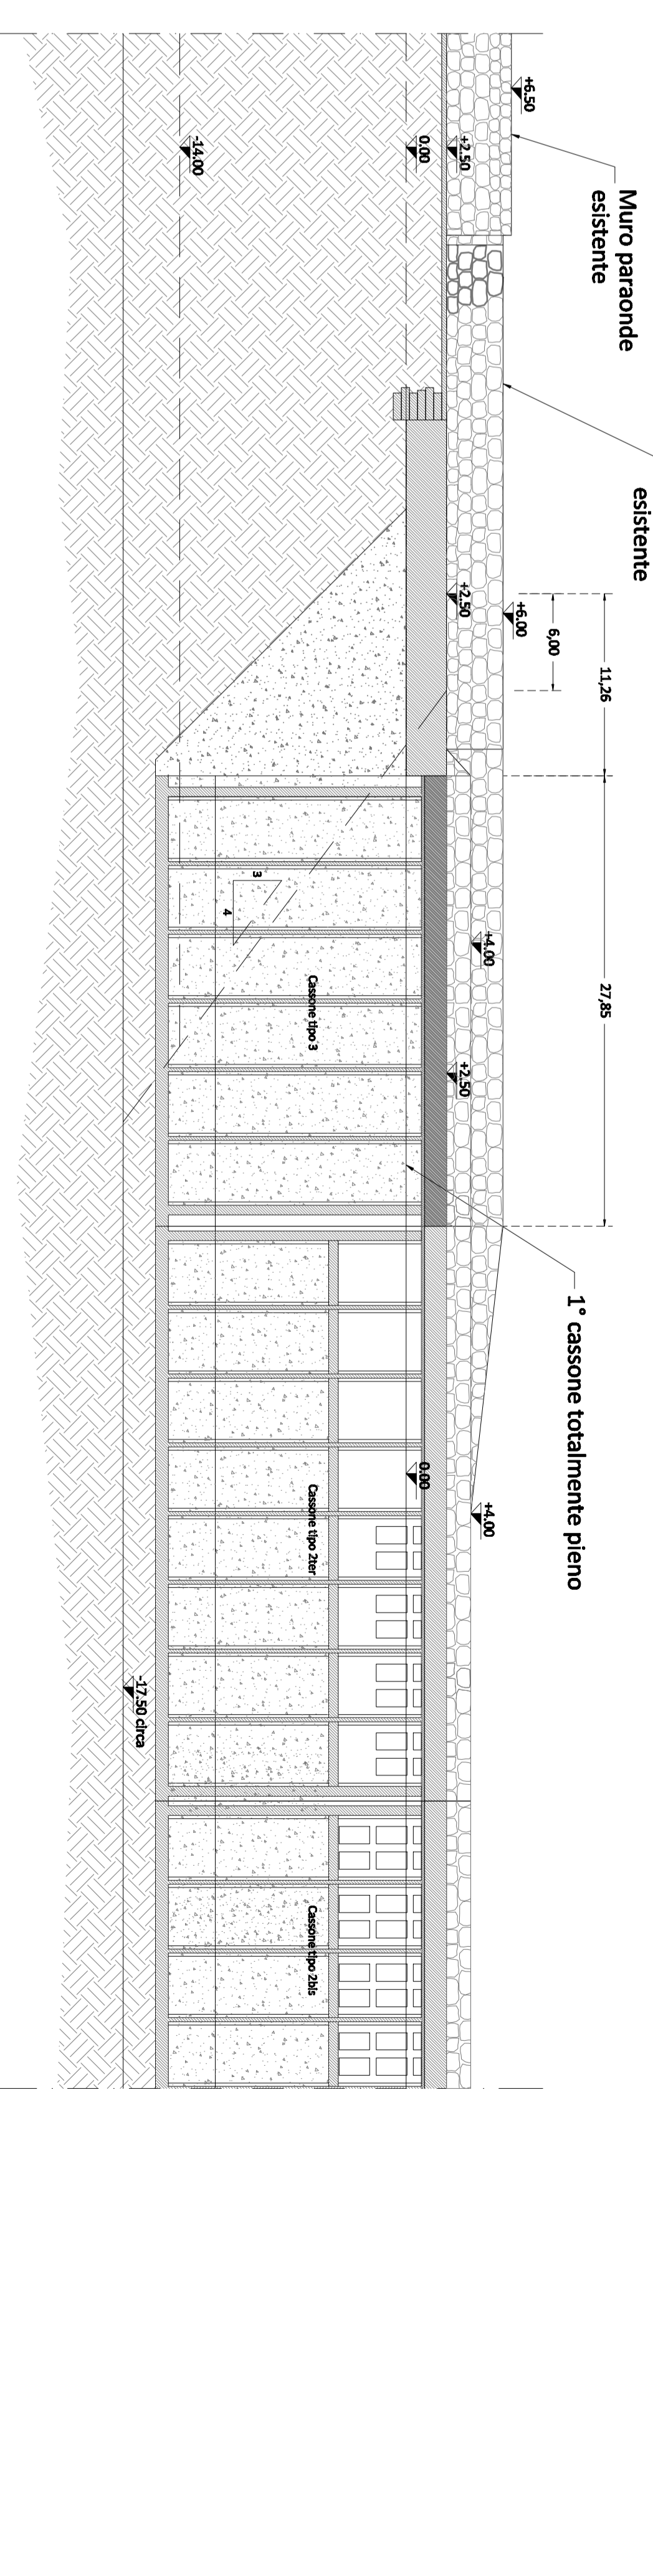 +6.50
Muro paraonde
esistente
esistente
+2.50
0.00
-14.00
+2.50
+6.00
6,00
11,26
27,85
+4.00
+2.50
3
4
Cassone tipo 3
1° cassone totalmente pieno
0.00
+4.00
Cassone tipo 2ter
-17.50 circa
Cassone tipo 2bis